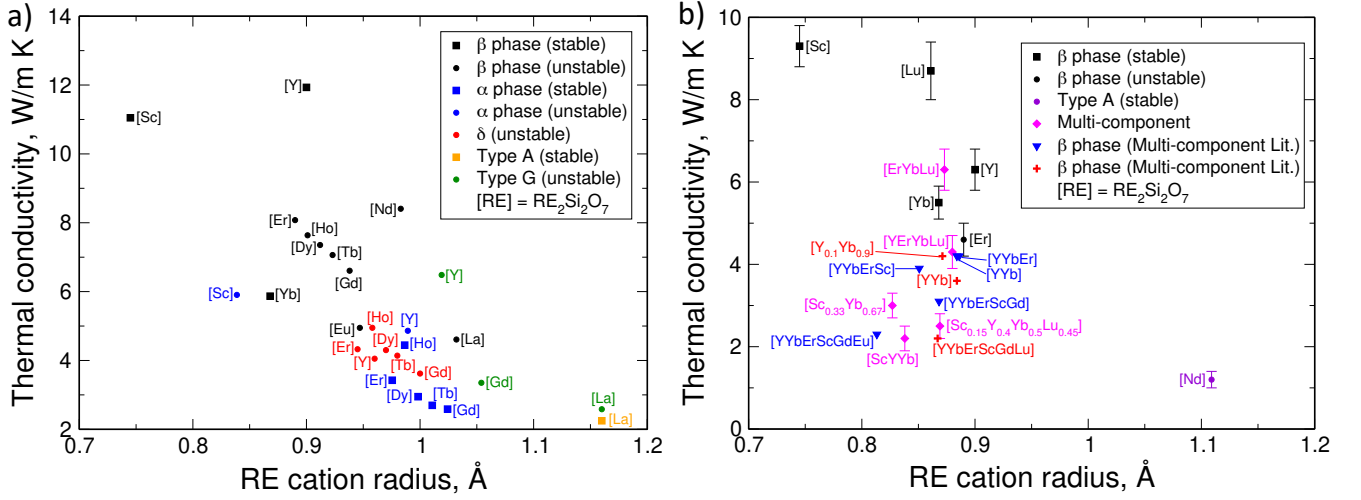 a)
Thermal conductivity, W/m K
14
12
10
8
6
4
2
0.7
0.8
0.9
1
1.1
1.2
RE cation radius, Å
β phase (stable)
β phase (unstable)
α phase (stable)
α phase (unstable)
δ (unstable)
Type A (stable)
Type G (unstable)
[RE] = RE₂Si₂O₇
[Y]
[Sc]
[Nd]
[Er]
[Ho]
[Dy]
[Tb]
[Gd]
[Y]
[Sc]
[Yb]
[Eu]
[Ho]
[Y]
[La]
[Ho]
[Er]
[Dy]
[Y]
[Tb]
[Gd]
[Er]
[Gd]
[Dy]
[Tb]
[Gd]
[La]
[La]
b)
Thermal conductivity, W/m K
10
8
6
4
2
0
0.7
0.8
0.9
1
1.1
1.2
RE cation radius, Å
β phase (stable)
β phase (unstable)
Type A (stable)
Multi-component
β phase (Multi-component Lit.)
β phase (Multi-component Lit.)
[RE] = RE₂Si₂O₇
[Sc]
[Lu]
[ErYbLu]
[Y]
[Yb]
[YErYbLu]
[Er]
[Y₀.₁Yb₀.₉]
[YYbEr]
[YYbErSc]
[YYb]
[YYb]
[Sc₀.₃₃Yb₀.₆₇]
[YYbErScGd]
[Sc₀.₁₅Y₀.₄Yb₀.₅Lu₀.₄₅]
[YYbErScGdEu]
[ScYYb]
[YYbErScGdLu]
[Nd]